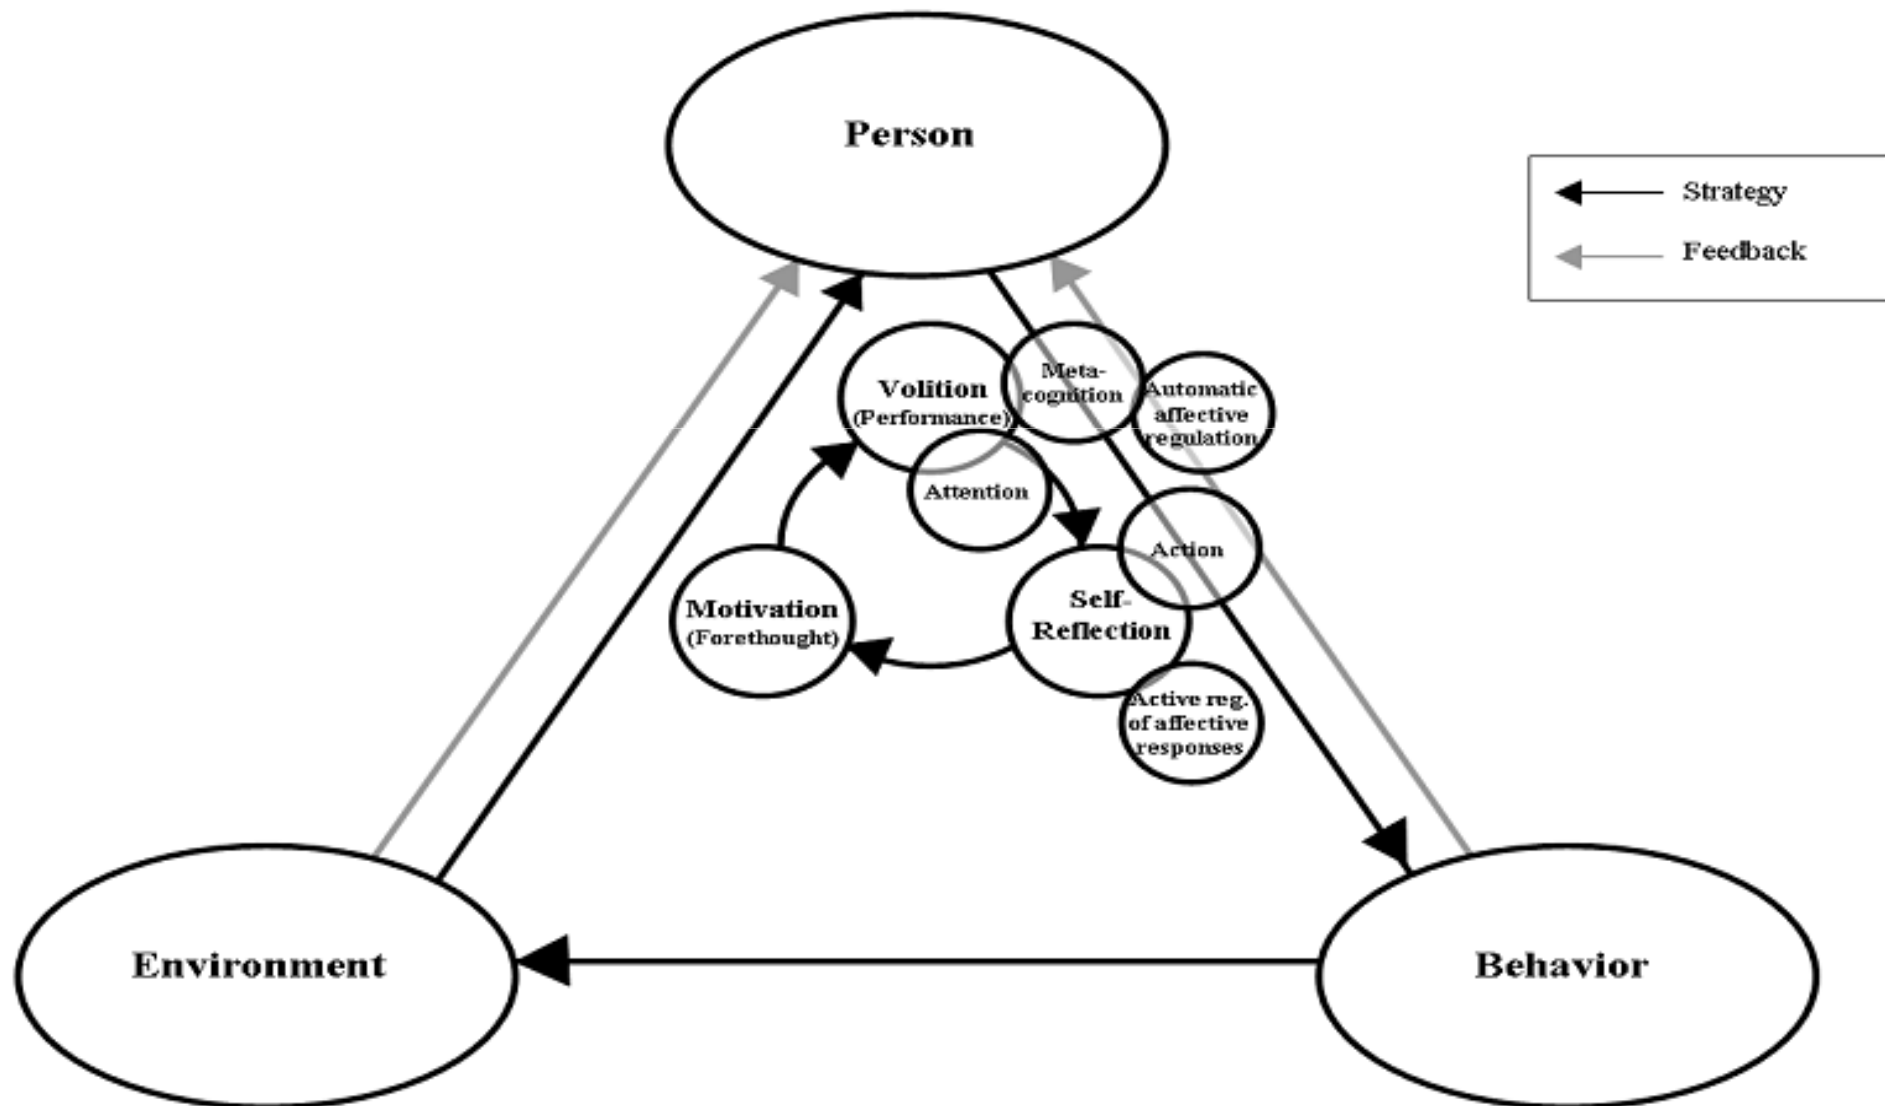 Person
Strategy
Feedback
Volition
(Performance)
Meta-
cognition
Automatic
affective
regulation
Attention
Action
Motivation
(Forethought)
Self-
Reflection
Active reg.
of affective
responses
Environment
Behavior